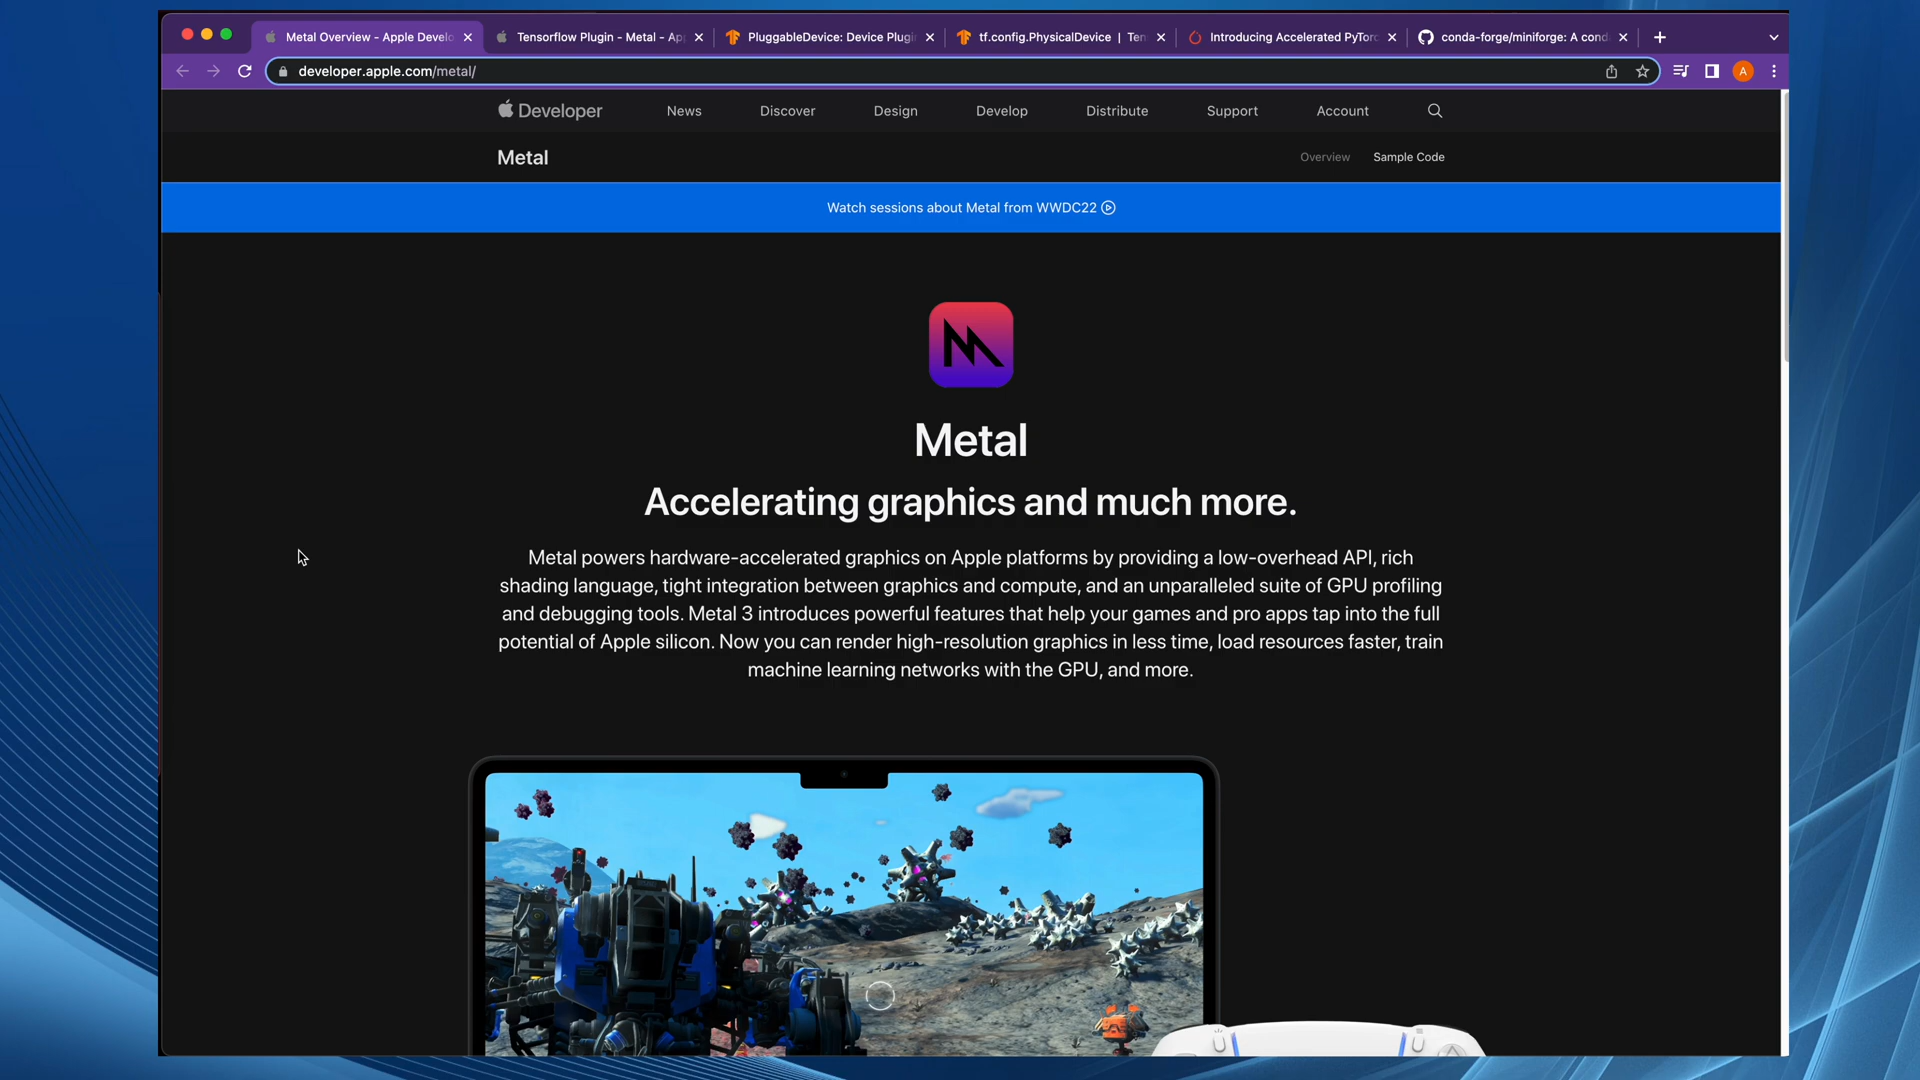 Metal Overview - Apple Develo
Tensorflow Plugin - Metal - Ap
PluggableDevice: Device Plugi
tf.config.PhysicalDevice | Ten
Introducing Accelerated PyTorc
conda-forge/miniforge: A cond
developer.apple.com/metal/
A
Developer
News
Discover
Design
Develop
Distribute
Support
Account
Metal
Overview
Sample Code
Watch sessions about Metal from WWDC22
Metal
Accelerating graphics and much more.
Metal powers hardware-accelerated graphics on Apple platforms by providing a low-overhead API, rich
shading language, tight integration between graphics and compute, and an unparalleled suite of GPU profiling
and debugging tools. Metal 3 introduces powerful features that help your games and pro apps tap into the full
potential of Apple silicon. Now you can render high-resolution graphics in less time, load resources faster, train
machine learning networks with the GPU, and more.